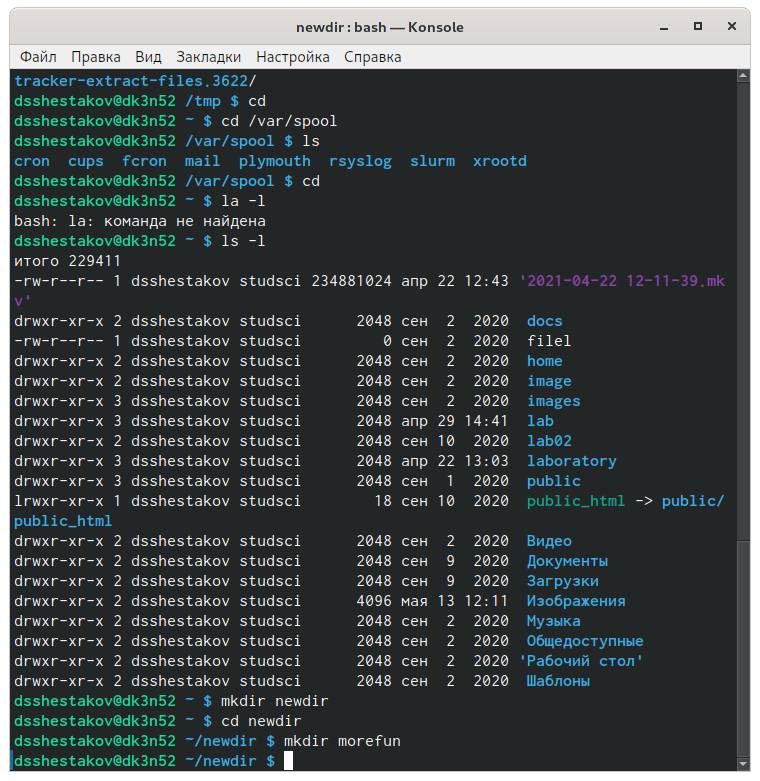 newdir : bash — Konsole
Файл Правка Вид Закладки Настройка Справка
tracker-extract-files.3622/
dsshestakov@dk3n52 /tmp $ cd
dsshestakov@dk3n52 ~ $ cd /var/spool
dsshestakov@dk3n52 /var/spool $ ls
cron  cups  fcron  mail  plymouth  rsyslog  slurm  xrootd
dsshestakov@dk3n52 /var/spool $ cd
dsshestakov@dk3n52 ~ $ la -l
bash: la: команда не найдена
dsshestakov@dk3n52 ~ $ ls -l
итого 229411
-rw-r--r-- 1 dsshestakov studsci 234881024 апр 22 12:43 '2021-04-22 12-11-39.mk
v'
drwxr-xr-x 2 dsshestakov studsci      2048 сен  2  2020  docs
-rw-r--r-- 1 dsshestakov studsci         0 сен  2  2020  filel
drwxr-xr-x 2 dsshestakov studsci      2048 сен  2  2020  home
drwxr-xr-x 2 dsshestakov studsci      2048 сен  2  2020  image
drwxr-xr-x 3 dsshestakov studsci      2048 сен  2  2020  images
drwxr-xr-x 3 dsshestakov studsci      2048 апр 29 14:41  lab
drwxr-xr-x 2 dsshestakov studsci      2048 сен 10  2020  lab02
drwxr-xr-x 3 dsshestakov studsci      2048 апр 22 13:03  laboratory
drwxr-xr-x 3 dsshestakov studsci      2048 сен  1  2020  public
lrwxr-xr-x 1 dsshestakov studsci        18 сен 10  2020  public_html -> public/
public_html
drwxr-xr-x 2 dsshestakov studsci      2048 сен  2  2020  Видео
drwxr-xr-x 2 dsshestakov studsci      2048 сен  9  2020  Документы
drwxr-xr-x 2 dsshestakov studsci      2048 сен  9  2020  Загрузки
drwxr-xr-x 2 dsshestakov studsci      4096 мая 13 12:11  Изображения
drwxr-xr-x 2 dsshestakov studsci      2048 сен  2  2020  Музыка
drwxr-xr-x 2 dsshestakov studsci      2048 сен  2  2020  Общедоступные
drwxr-xr-x 2 dsshestakov studsci      2048 сен  2  2020 'Рабочий стол'
drwxr-xr-x 2 dsshestakov studsci      2048 сен  2  2020  Шаблоны
dsshestakov@dk3n52 ~ $ mkdir newdir
dsshestakov@dk3n52 ~ $ cd newdir
dsshestakov@dk3n52 ~/newdir $ mkdir morefun
dsshestakov@dk3n52 ~/newdir $